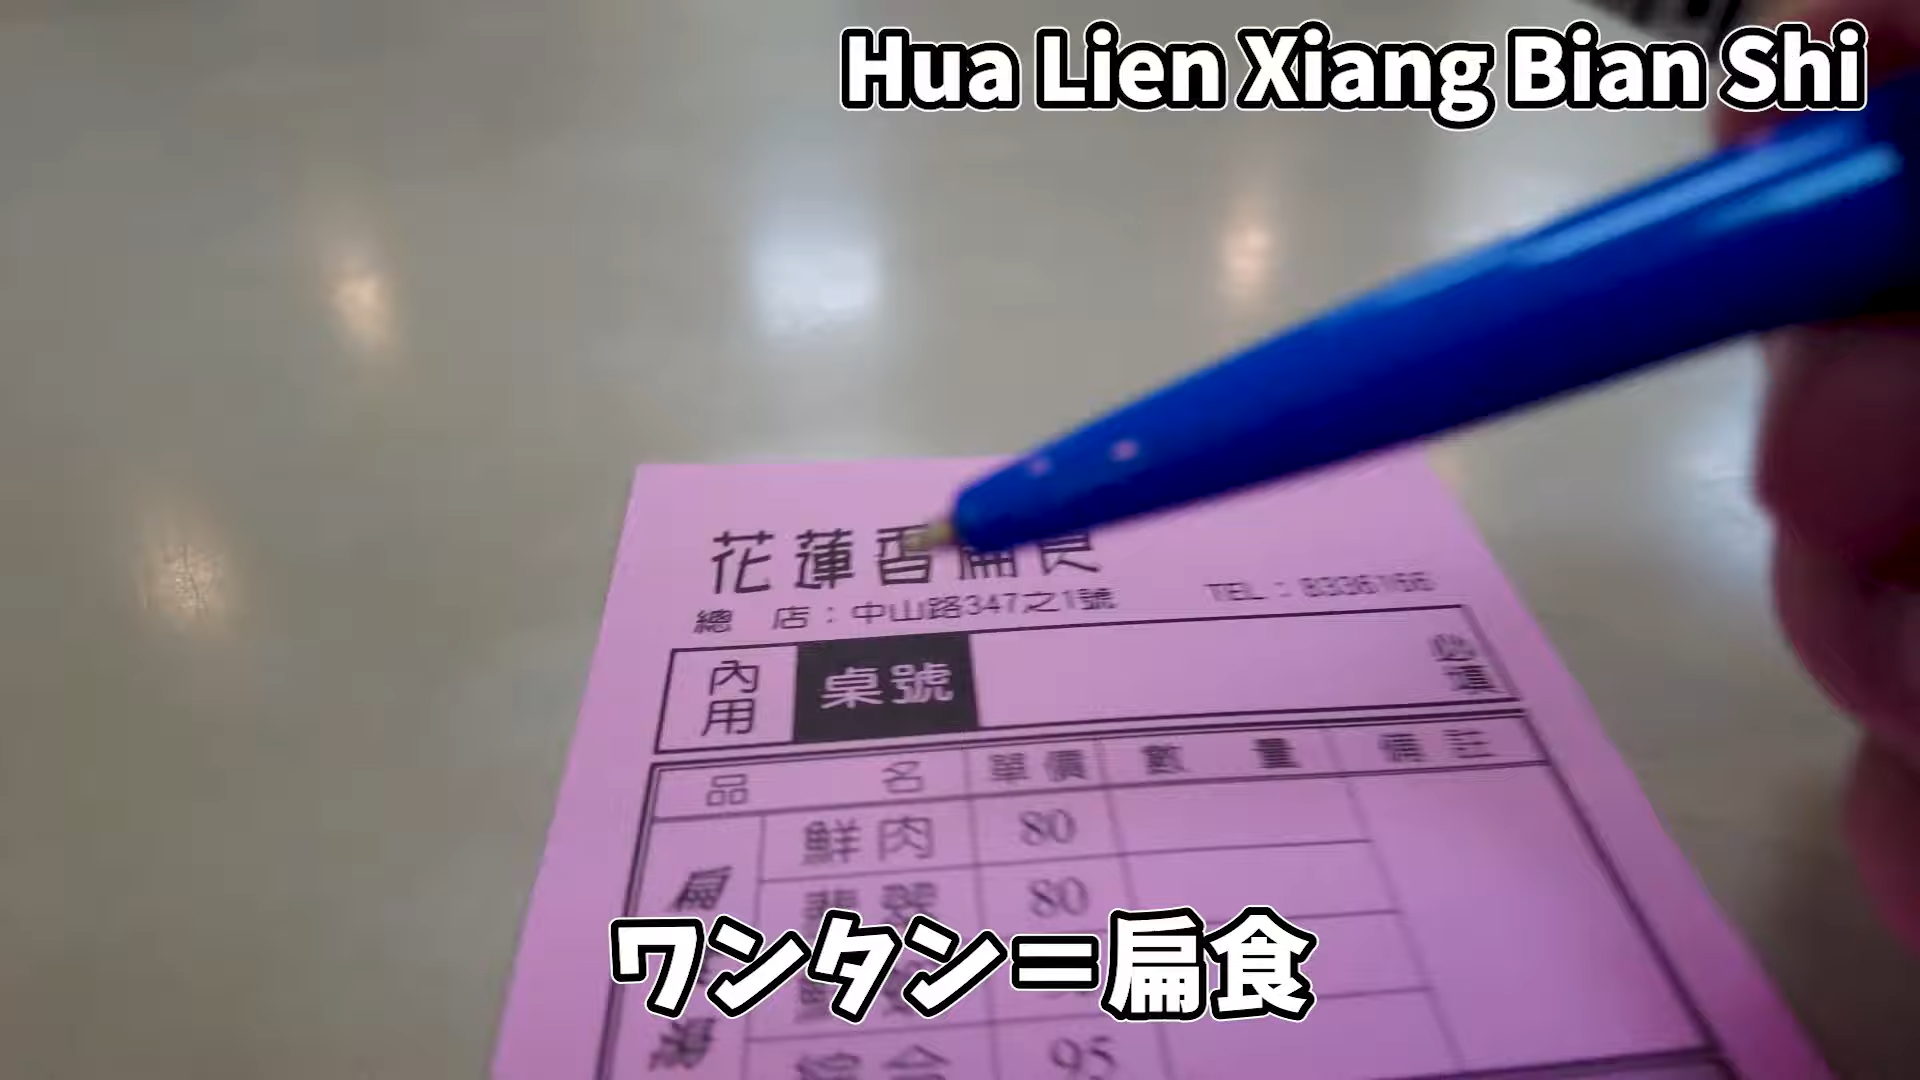 Hua Lien Xiang Bian Shi
花蓮香扁食
總店:中山路347之1號 TEL:8336166
內用 桌號 必填
品名 單價 數量 備註
鮮肉 80
80
綜合 95
ワンタン=扁食